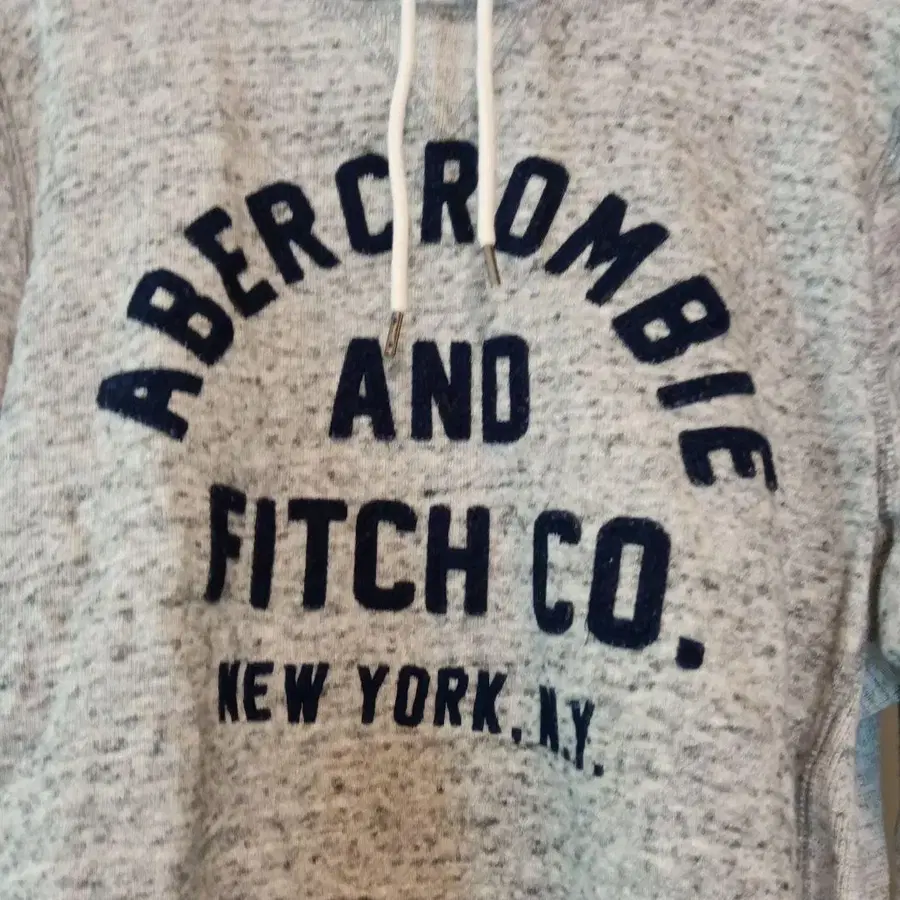 ABERCROMBIE
AND
FITCH CO.
NEW YORK, N.Y.